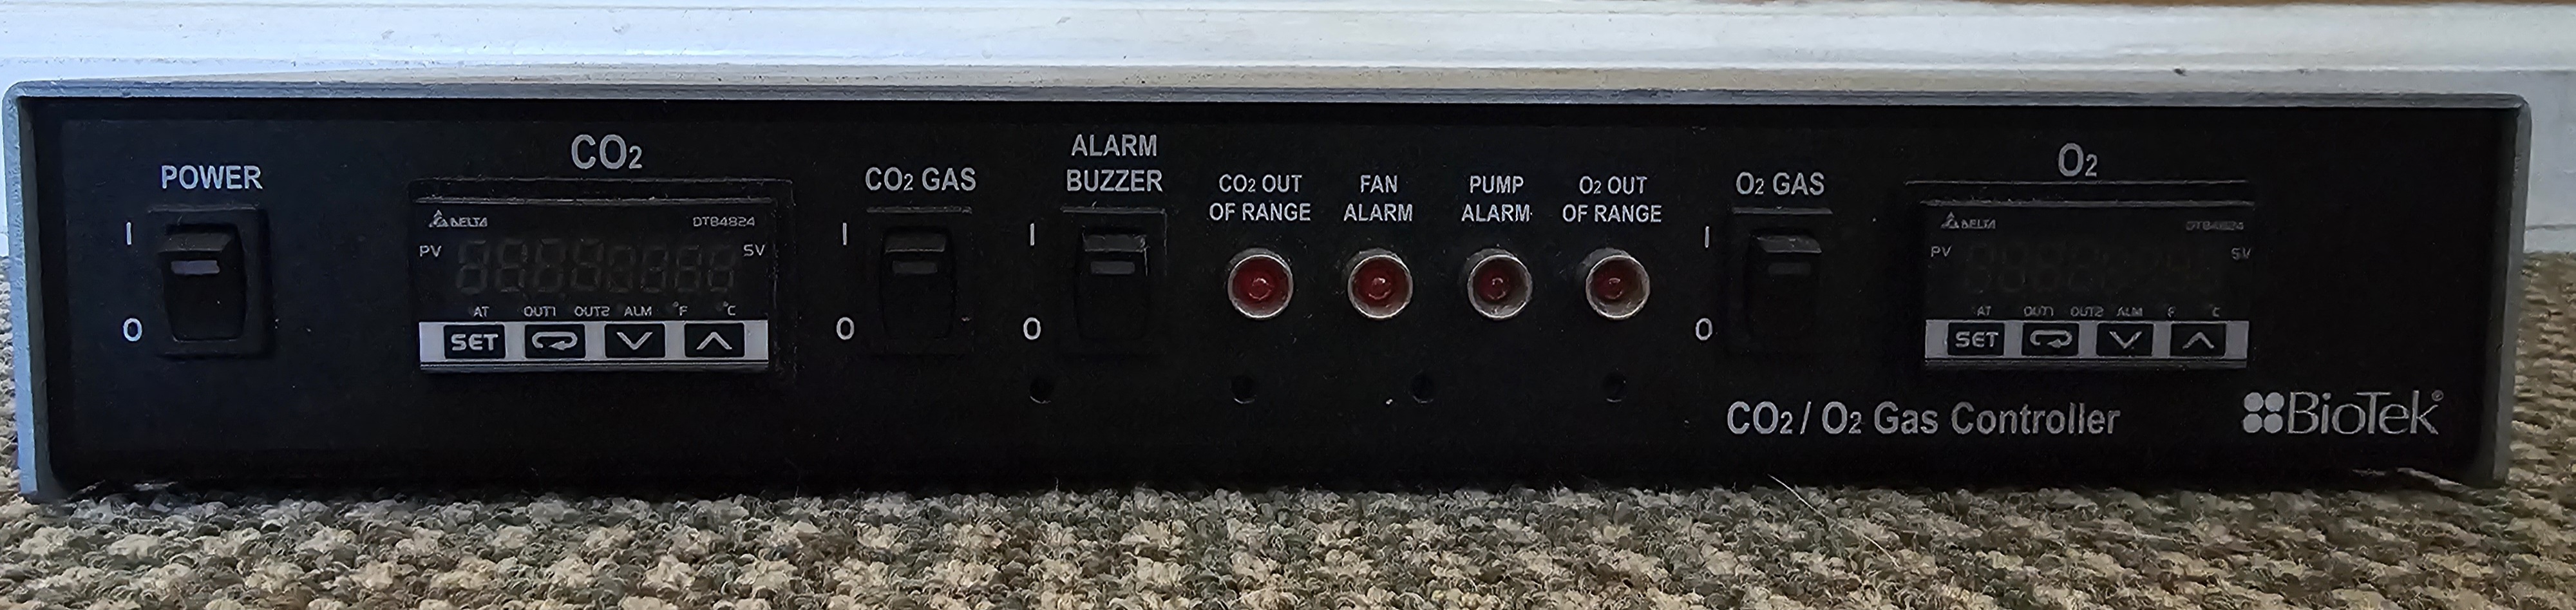 POWER
I
O
CO2
DELTA
DTB4824
PV
SV
AT OUT1 OUT2 ALM °F °C
SET
CO2 GAS
I
O
ALARM
BUZZER
I
O
CO2 OUT
OF RANGE
FAN
ALARM
PUMP
ALARM
O2 OUT
OF RANGE
O2 GAS
I
O
O2
DELTA
DTB4824
PV
SV
AT OUT1 OUT2 ALM °F °C
SET
CO2 / O2 Gas Controller
BioTek®